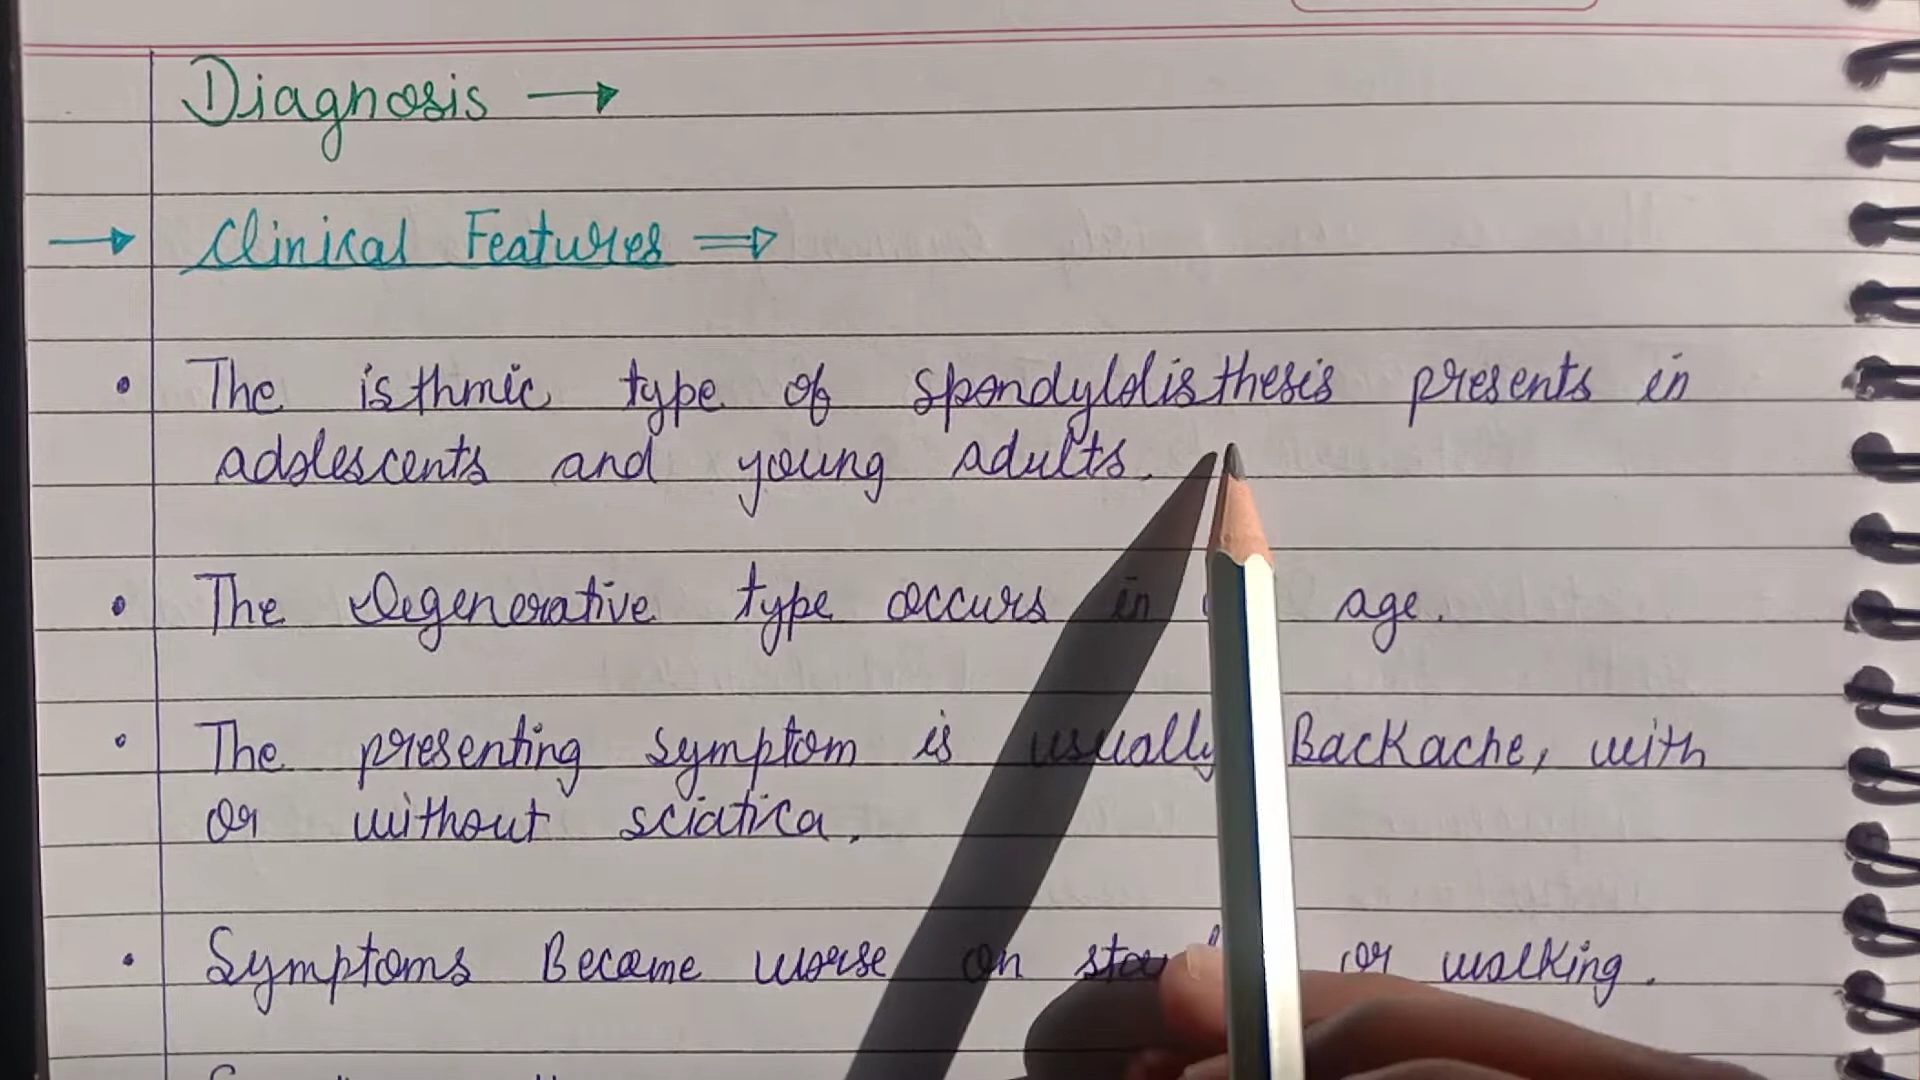 Diagnosis →
→ Clinical Features ⇒
• The isthmic type of spondylolisthesis presents in
adolescents and young adults.
• The degenerative type occurs in age.
• The presenting symptom is usually Backache, with
or without sciatica.
• Symptoms Become worse on or walking.